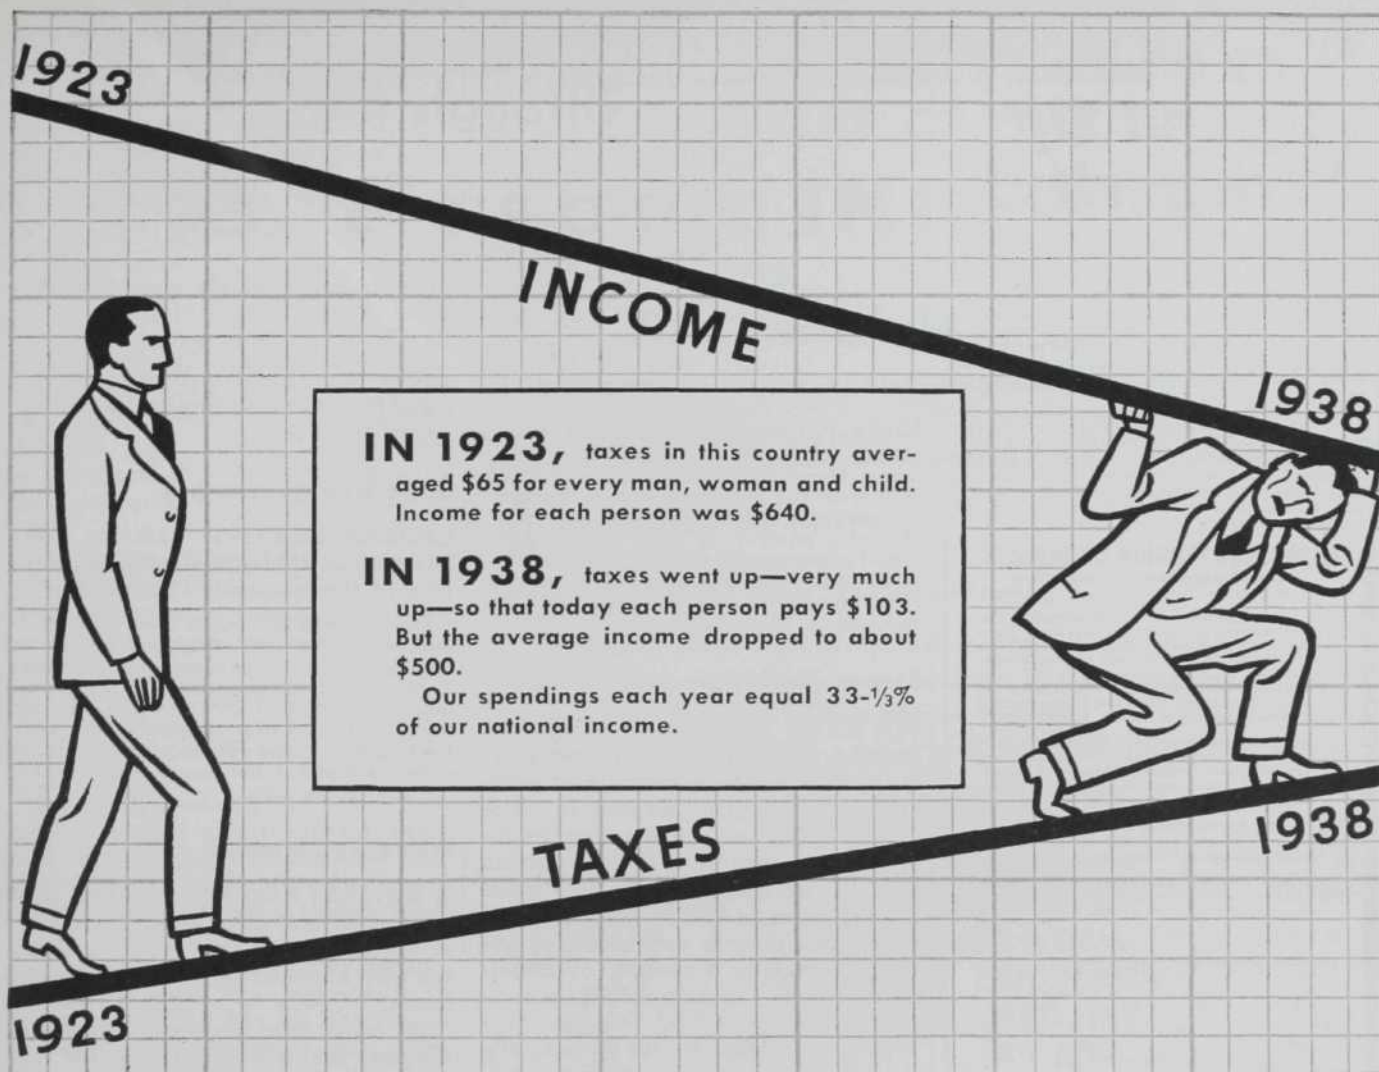 1923
INCOME
1938
IN 1923, taxes in this country aver-
aged $65 for every man, woman and child.
Income for each person was $640.
IN 1938, taxes went up—very much
up—so that today each person pays $103.
But the average income dropped to about
$500.
Our spendings each year equal 33-⅓%
of our national income.
TAXES
1938
1923